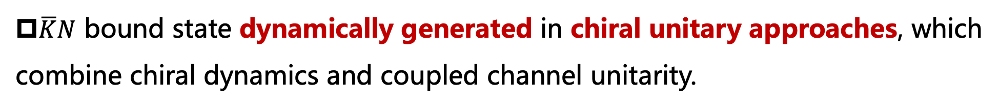 K̅N bound state dynamically generated in chiral unitary approaches, which
combine chiral dynamics and coupled channel unitarity.